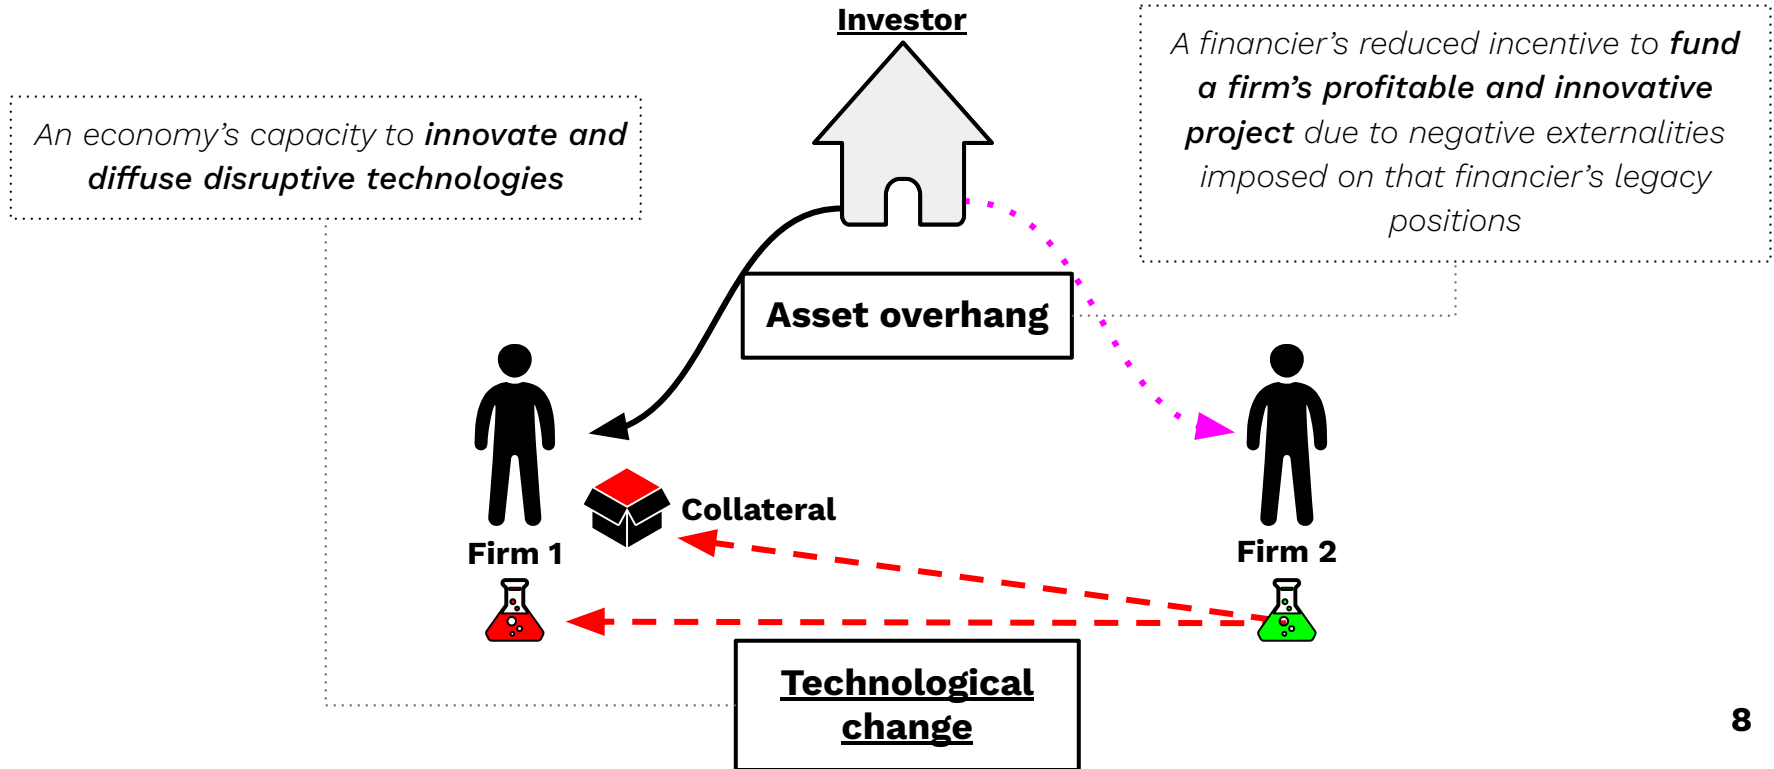 Investor
An economy’s capacity to innovate and
diffuse disruptive technologies
A financier’s reduced incentive to fund
a firm’s profitable and innovative
project due to negative externalities
imposed on that financier’s legacy
positions
Asset overhang
Collateral
Firm 1
Firm 2
Technological
change
8